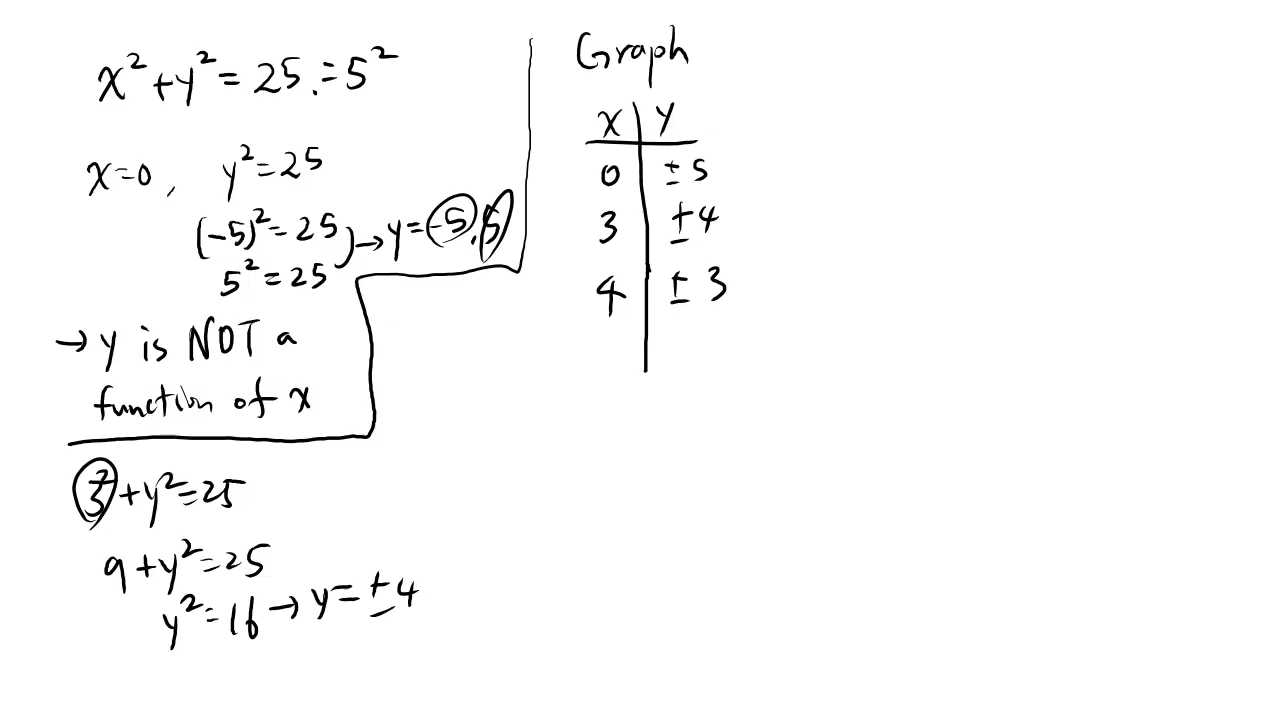 x² + y² = 25 . = 5²
x = 0 , y² = 25
(-5)² = 25
5² = 25 ) → y = -5, 5
→ y is NOT a
function of x
3² + y² = 25
9 + y² = 25
y² = 16 → y = ± 4
Graph
x y
0 ± 5
3 ± 4
4 ± 3